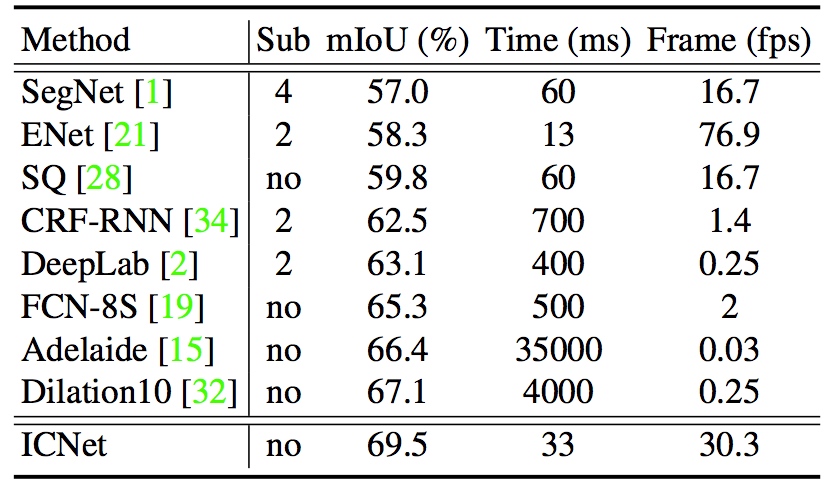 Method Sub mIoU (%) Time (ms) Frame (fps)
SegNet [1] 4 57.0 60 16.7
ENet [21] 2 58.3 13 76.9
SQ [28] no 59.8 60 16.7
CRF-RNN [34] 2 62.5 700 1.4
DeepLab [2] 2 63.1 400 0.25
FCN-8S [19] no 65.3 500 2
Adelaide [15] no 66.4 35000 0.03
Dilation10 [32] no 67.1 4000 0.25
ICNet no 69.5 33 30.3